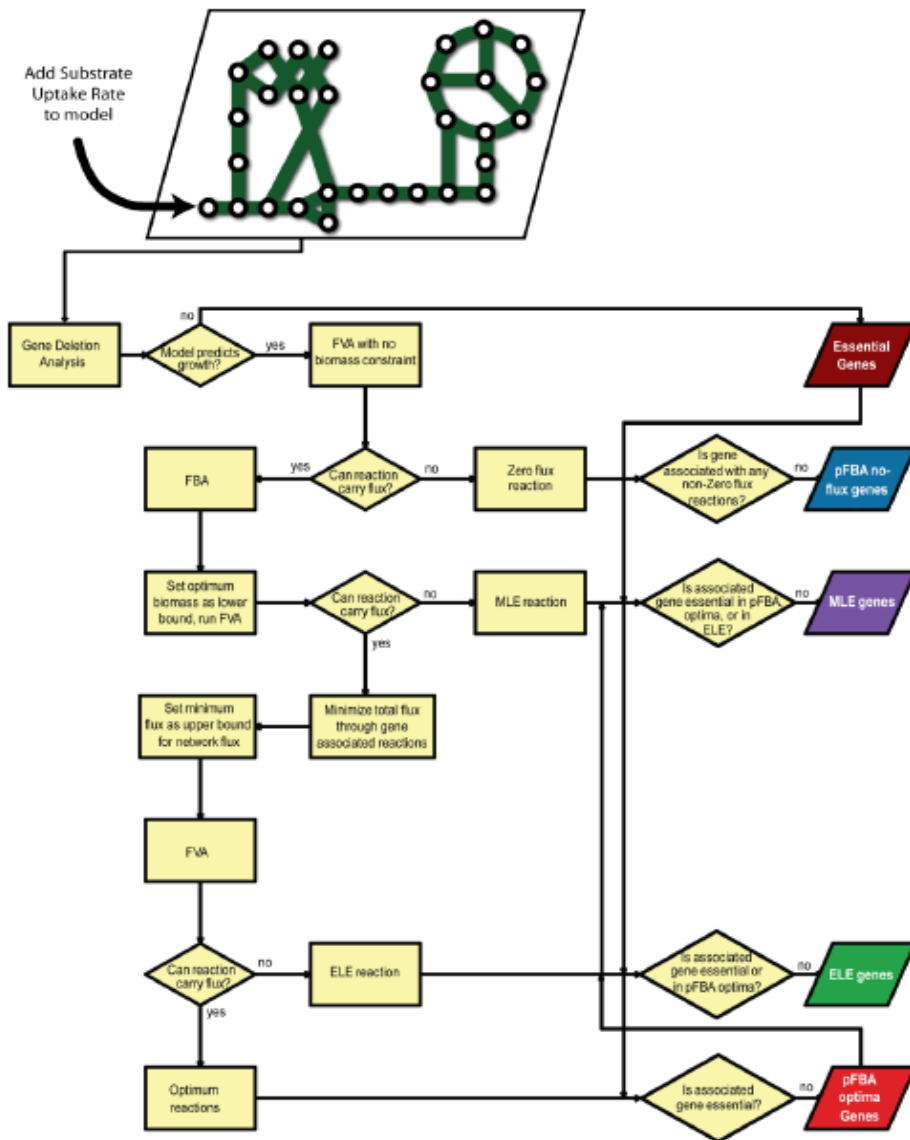 Add Substrate
Uptake Rate
to model
no
Gene Deletion
Analysis
Model predicts
growth?
yes
FVA with no
biomass constraint
Essential
Genes
FBA
yes
Can reaction
carry flux?
no
Zero flux
reaction
Is gene
associated with any
non-Zero flux
reactions?
no
pFBA no-
flux genes
Set optimum
biomass as lower
bound, run FVA
Can reaction
carry flux?
no
MLE reaction
Is associated
gene essential in pFBA,
optima, or in
ELE?
no
MLE genes
yes
Set minimum
flux as upper bound
for network flux
Minimize total flux
through gene
associated reactions
FVA
Can reaction
carry flux?
no
ELE reaction
Is associated
gene essential or
in pFBA optima?
no
ELE genes
yes
Optimum
reactions
Is associated
gene essential?
no
pFBA
optima
Genes